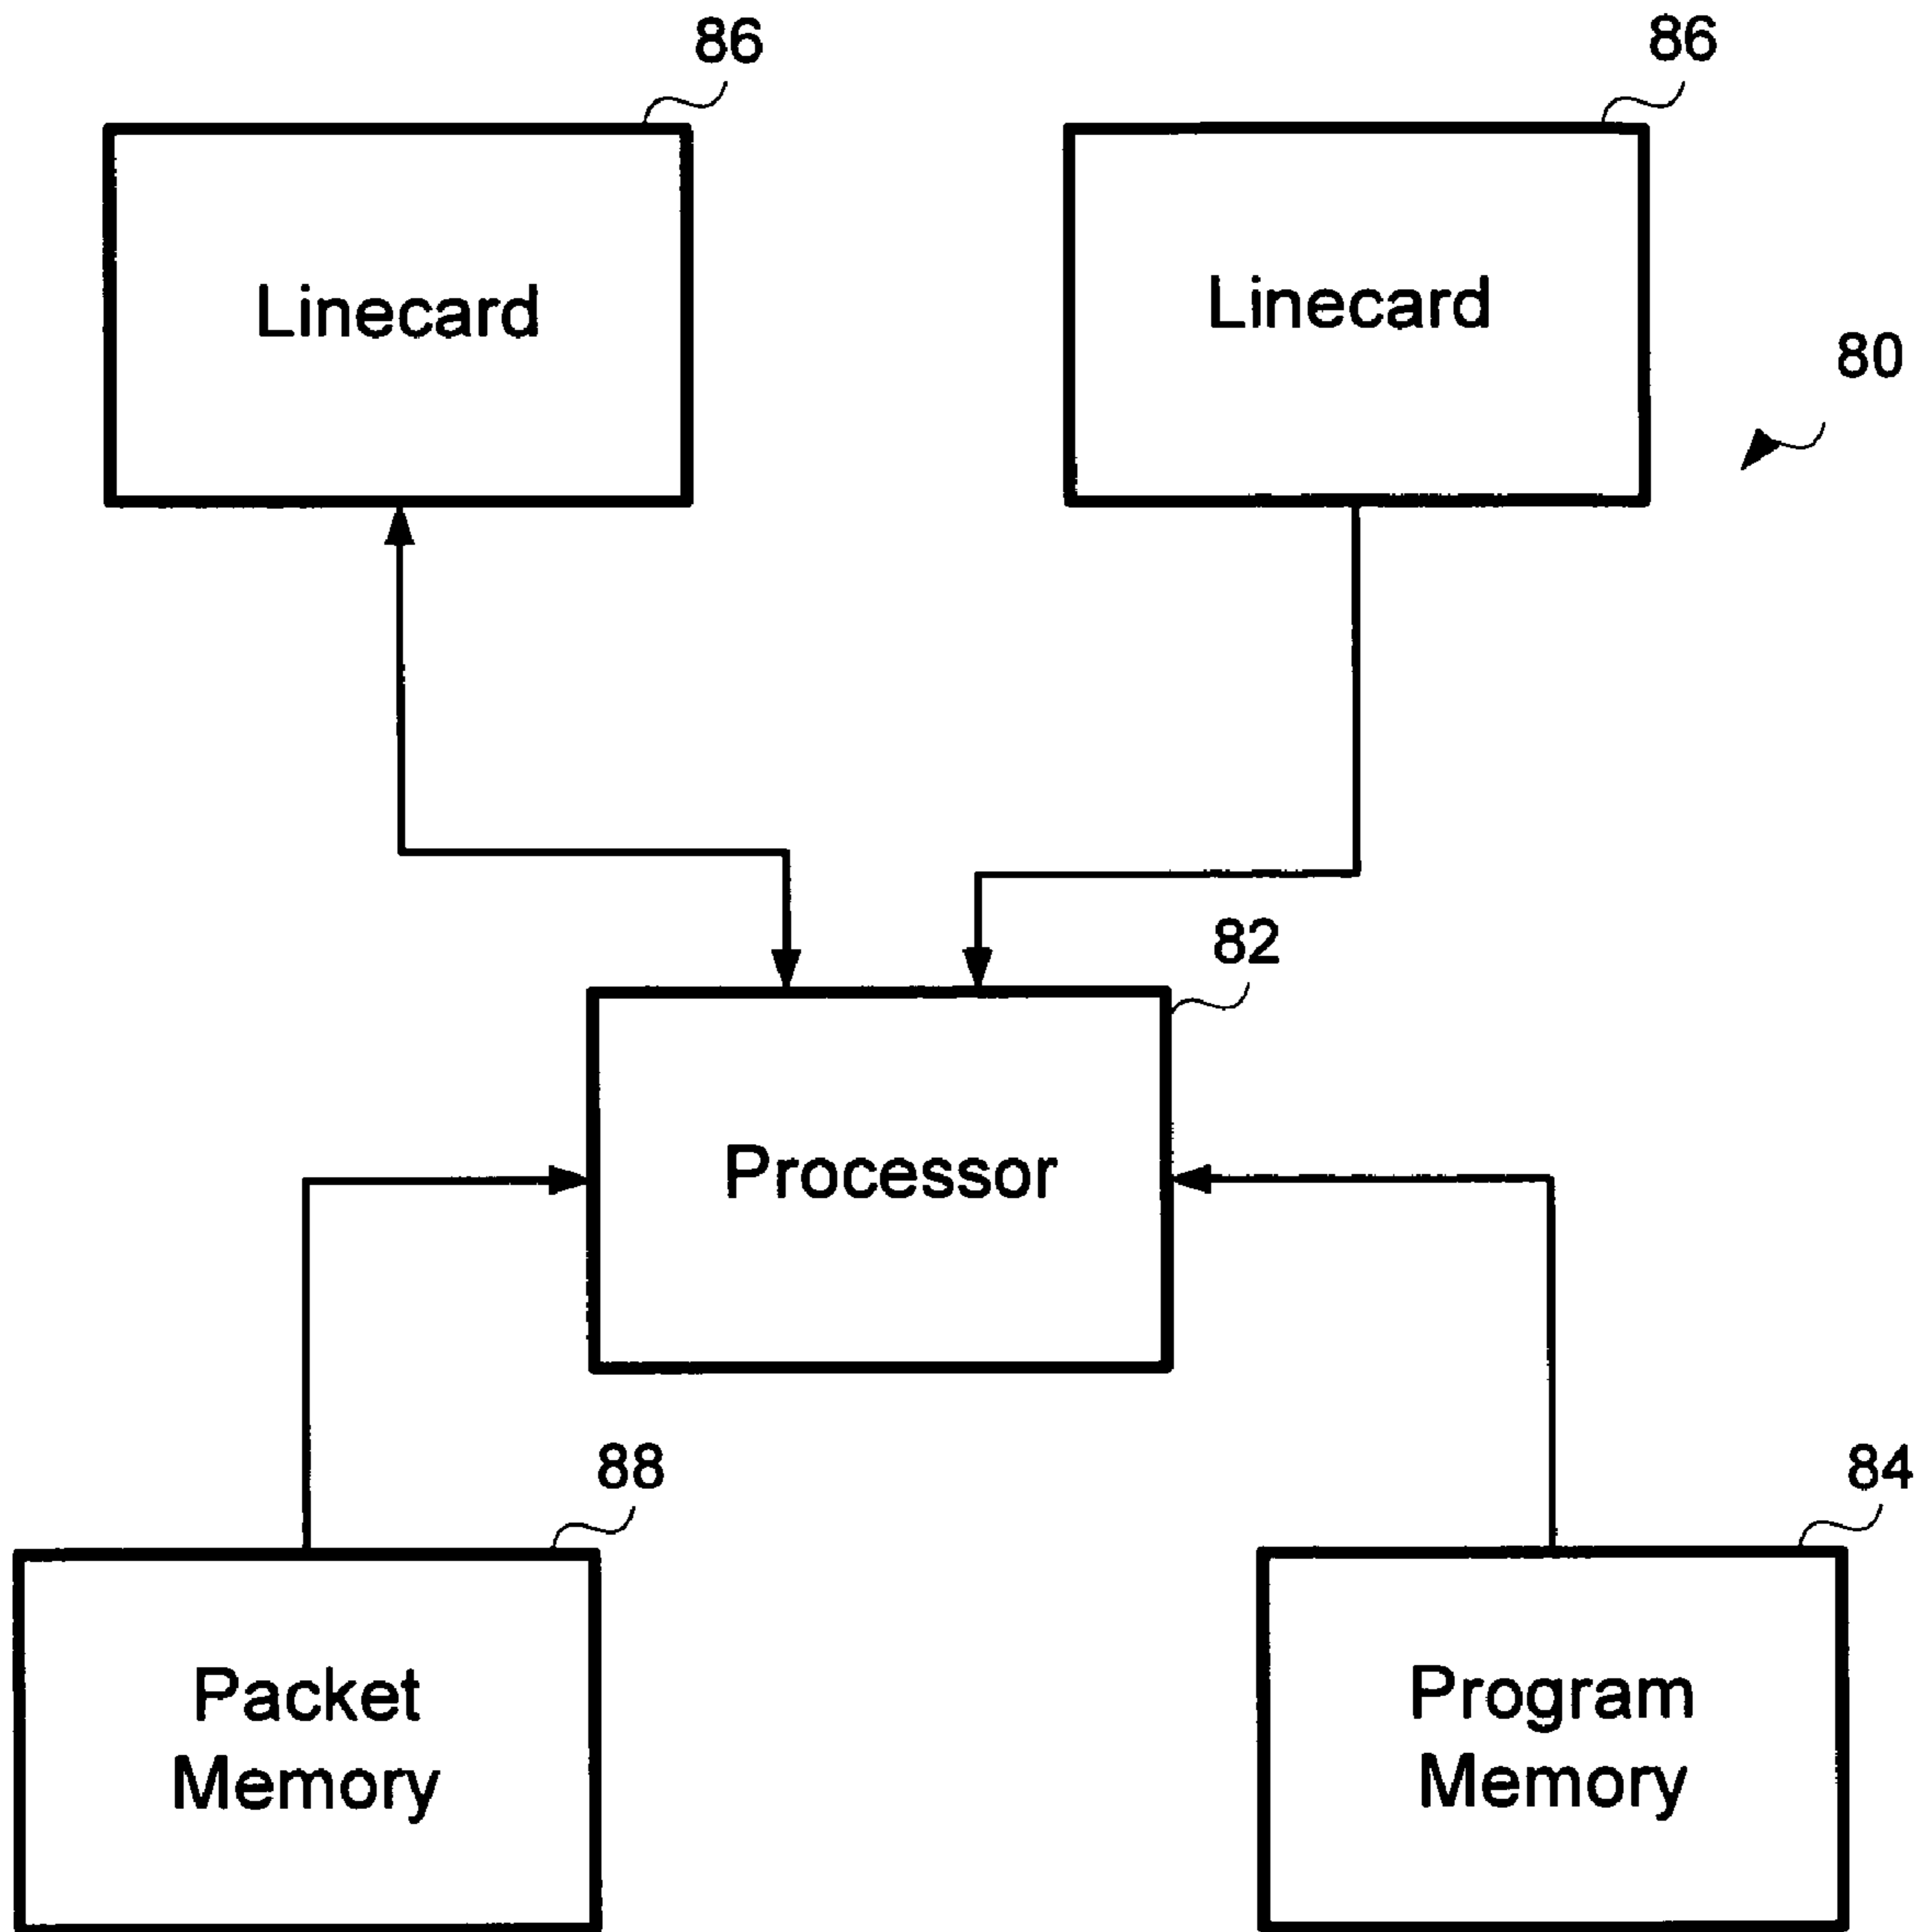 86
86
Linecard
Linecard
80
82
Processor
88
84
Packet
Memory
Program
Memory